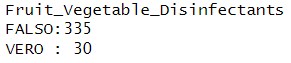 Fruit_Vegetable_Disinfectants
FALSO:335
VERO : 30